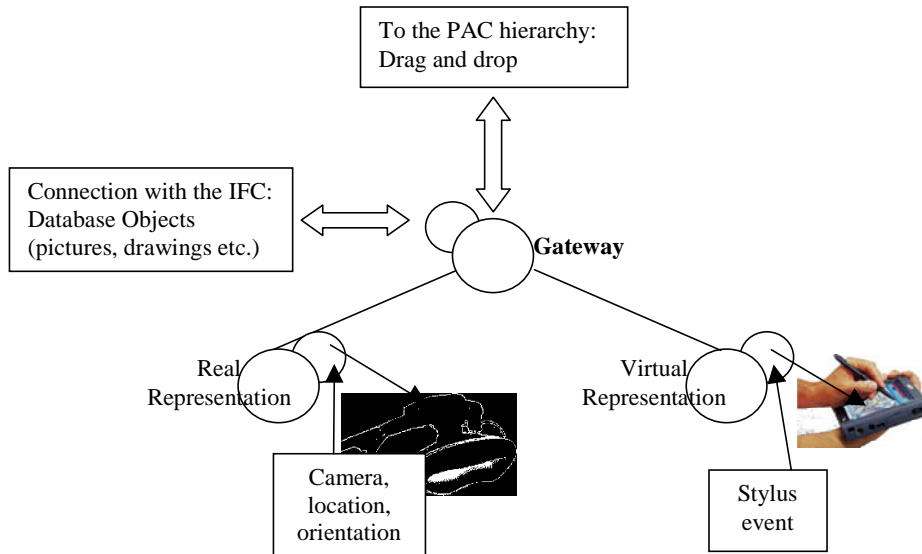 To the PAC hierarchy:
Drag and drop
Connection with the IFC:
Database Objects
(pictures, drawings etc.)
Gateway
Real
Representation
Virtual
Representation
Camera,
location,
orientation
Stylus
event